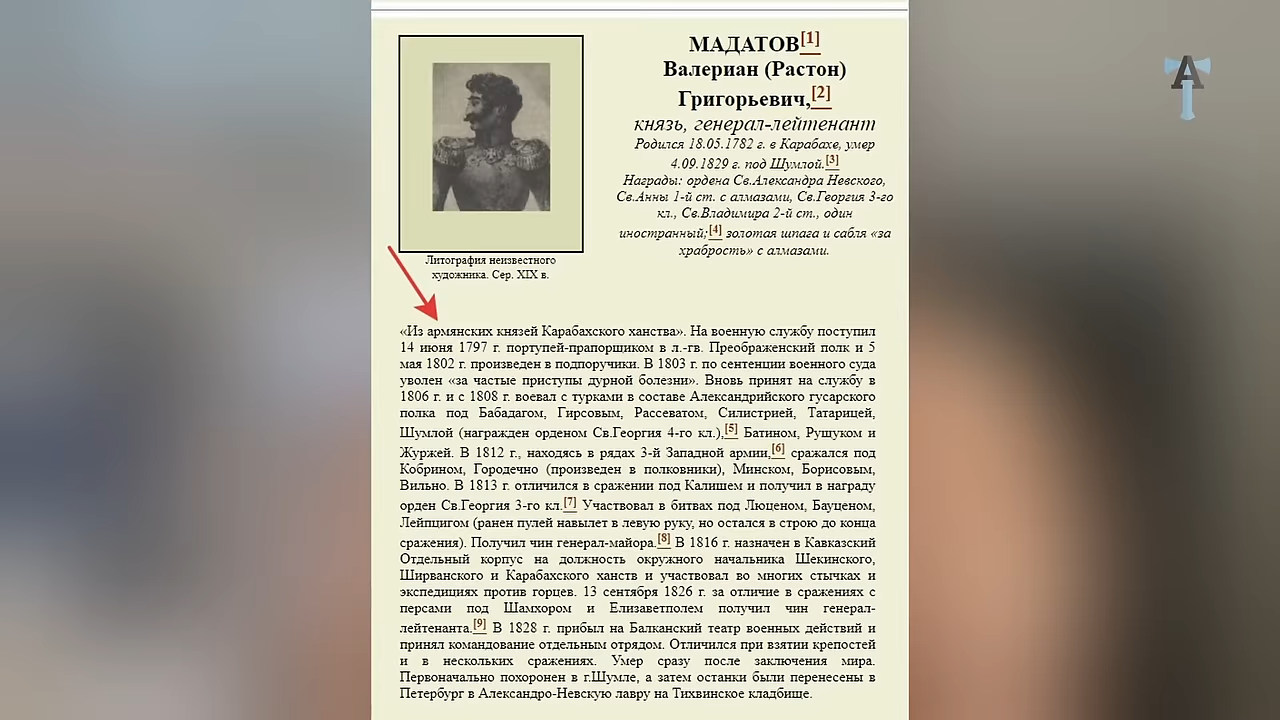 МАДАТОВ[1]
Валериан (Растон)
Григорьевич,[2]
князь, генерал-лейтенант
Родился 18.05.1782 г. в Карабахе, умер
4.09.1829 г. под Шумлой.[3]
Награды: ордена Св.Александра Невского,
Св.Анны 1-й ст. с алмазами, Св.Георгия 3-го
кл., Св.Владимира 2-й ст., один
иностранный;[4] золотая шпага и сабля «за
храбрость» с алмазами.
Литография неизвестного
художника. Сер. XIX в.
«Из армянских князей Карабахского ханства». На военную службу поступил
14 июня 1797 г. портупей-прапорщиком в л.-гв. Преображенский полк и 5
мая 1802 г. произведен в подпоручики. В 1803 г. по сентенции военного суда
уволен «за частые приступы дурной болезни». Вновь принят на службу в
1806 г. и с 1808 г. воевал с турками в составе Александрийского гусарского
полка под Бабадагом, Гирсовым, Рассеватом, Силистрией, Татарицей,
Шумлой (награжден орденом Св.Георгия 4-го кл.),[5] Батином, Рущуком и
Журжей. В 1812 г., находясь в рядах 3-й Западной армии,[6] сражался под
Кобрином, Городечно (произведен в полковники), Минском, Борисовым,
Вильно. В 1813 г. отличился в сражении под Калишем и получил в награду
орден Св.Георгия 3-го кл.[7] Участвовал в битвах под Люценом, Бауценом,
Лейпцигом (ранен пулей навылет в левую руку, но остался в строю до конца
сражения). Получил чин генерал-майора.[8] В 1816 г. назначен в Кавказский
Отдельный корпус на должность окружного начальника Шекинского,
Ширванского и Карабахского ханств и участвовал во многих стычках и
экспедициях против горцев. 13 сентября 1826 г. за отличие в сражениях с
персами под Шамхором и Елизаветполем получил чин генерал-
лейтенанта.[9] В 1828 г. прибыл на Балканский театр военных действий и
принял командование отдельным отрядом. Отличился при взятии крепостей
и в нескольких сражениях. Умер сразу после заключения мира.
Первоначально похоронен в г.Шумле, а затем останки были перенесены в
Петербург в Александро-Невскую лавру на Тихвинское кладбище.